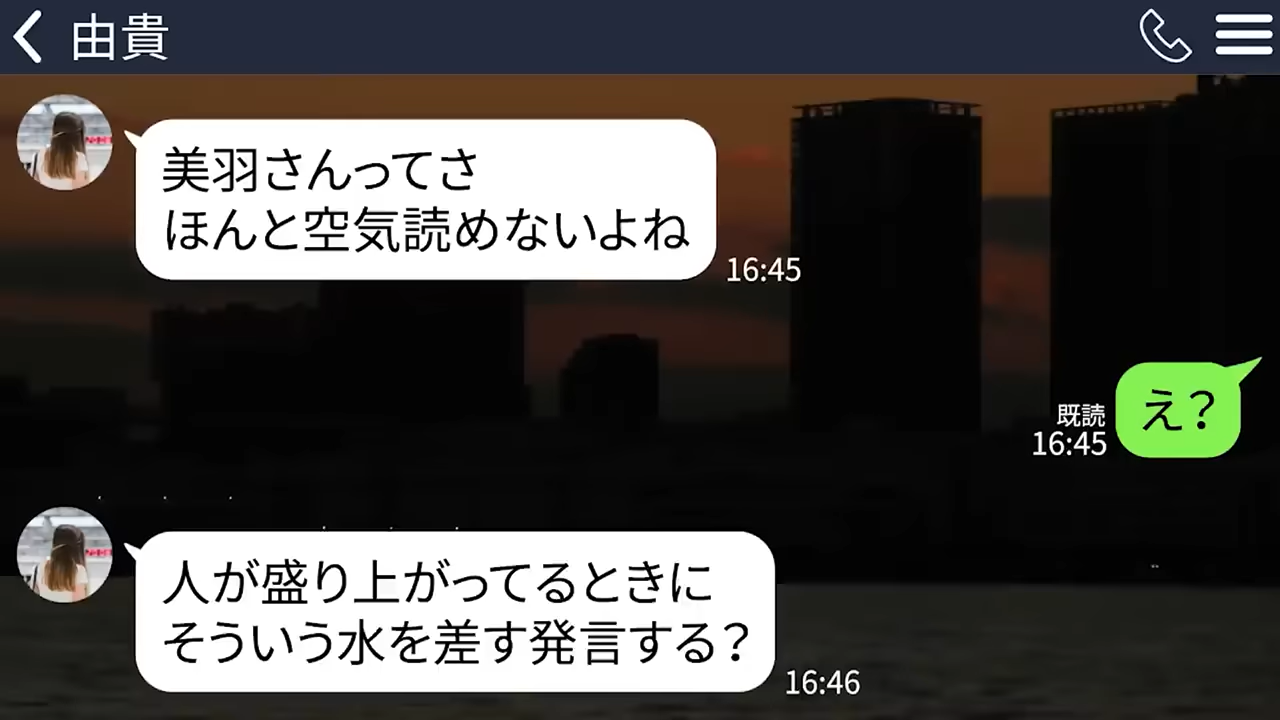 由貴
美羽さんってさ
ほんと空気読めないよね
16:45
え?
既読
16:45
人が盛り上がってるときに
そういう水を差す発言する?
16:46